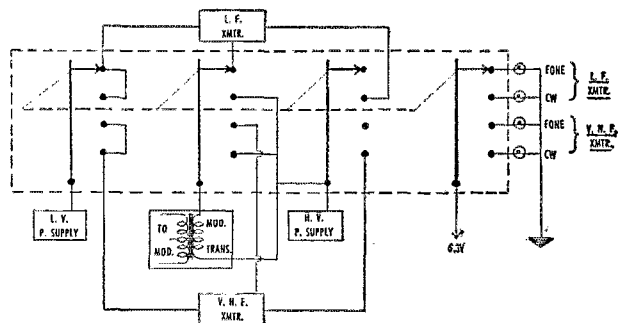 L. F.
XMTR.
FONE
CW
L. F.
XMTR.
FONE
CW
V. H. F.
XMTR.
L. V.
P. SUPPLY
TO
MOD.
MOD.
TRANS.
H. V.
P. SUPPLY
6.3V
V. H. F.
XMTR.